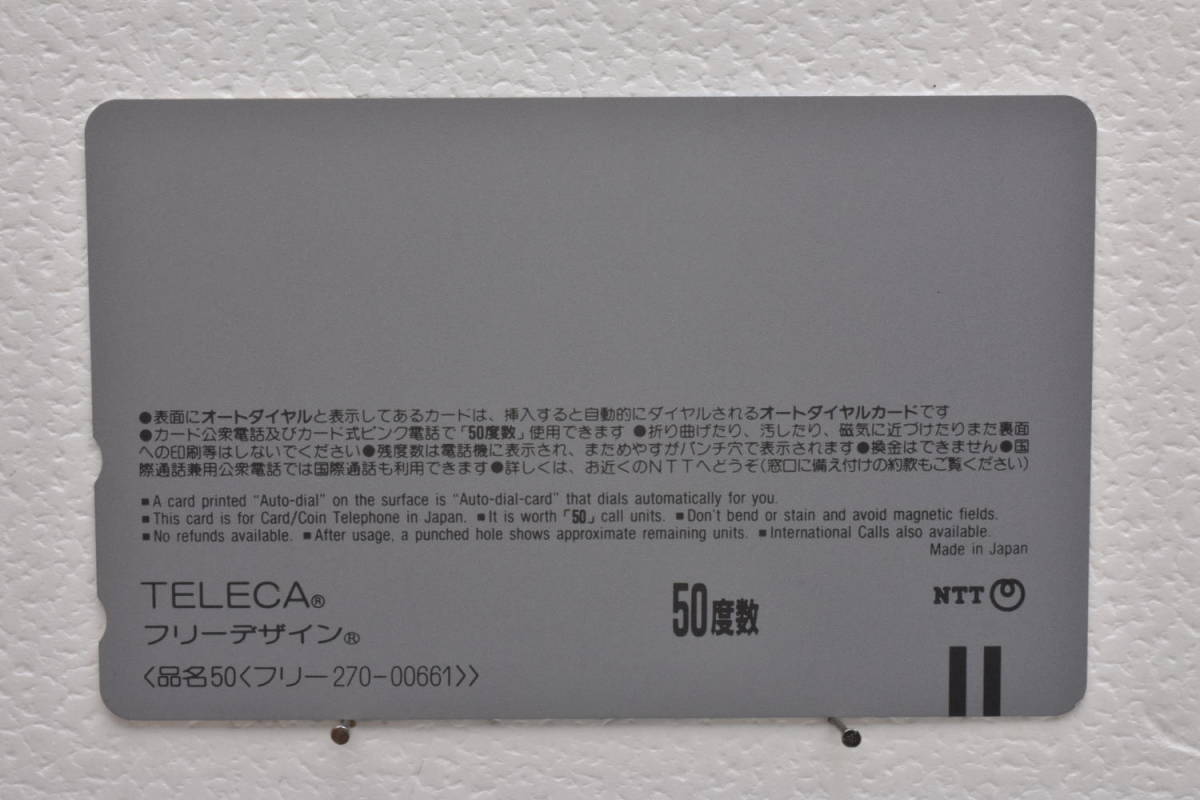 ●表面にオートダイヤルと表示してあるカードは、挿入すると自動的にダイヤルされるオートダイヤルカードです
●カード公衆電話及びカード式ピンク電話で「50度数」使用できます ●折り曲げたり、汚したり、磁気に近づけたりまた裏面
への印刷等はしないでください●残度数は電話機に表示され、まためやすがパンチ穴で表示されます●換金はできません●国
際通話兼用公衆電話では国際通話も利用できます●詳しくは、お近くのNTTへどうぞ(窓口に備え付けの約款もご覧ください)
■A card printed “Auto-dial” on the surface is “Auto-dial-card” that dials automatically for you.
■This card is for Card/Coin Telephone in Japan. ■It is worth「50」call units. ■Don't bend or stain and avoid magnetic fields.
■No refunds available. ■After usage, a punched hole shows approximate remaining units. ■International Calls also available.
Made in Japan
TELECA®
フリーデザイン®
〈品名50〈フリー270-00661〉〉
50度数
NTT